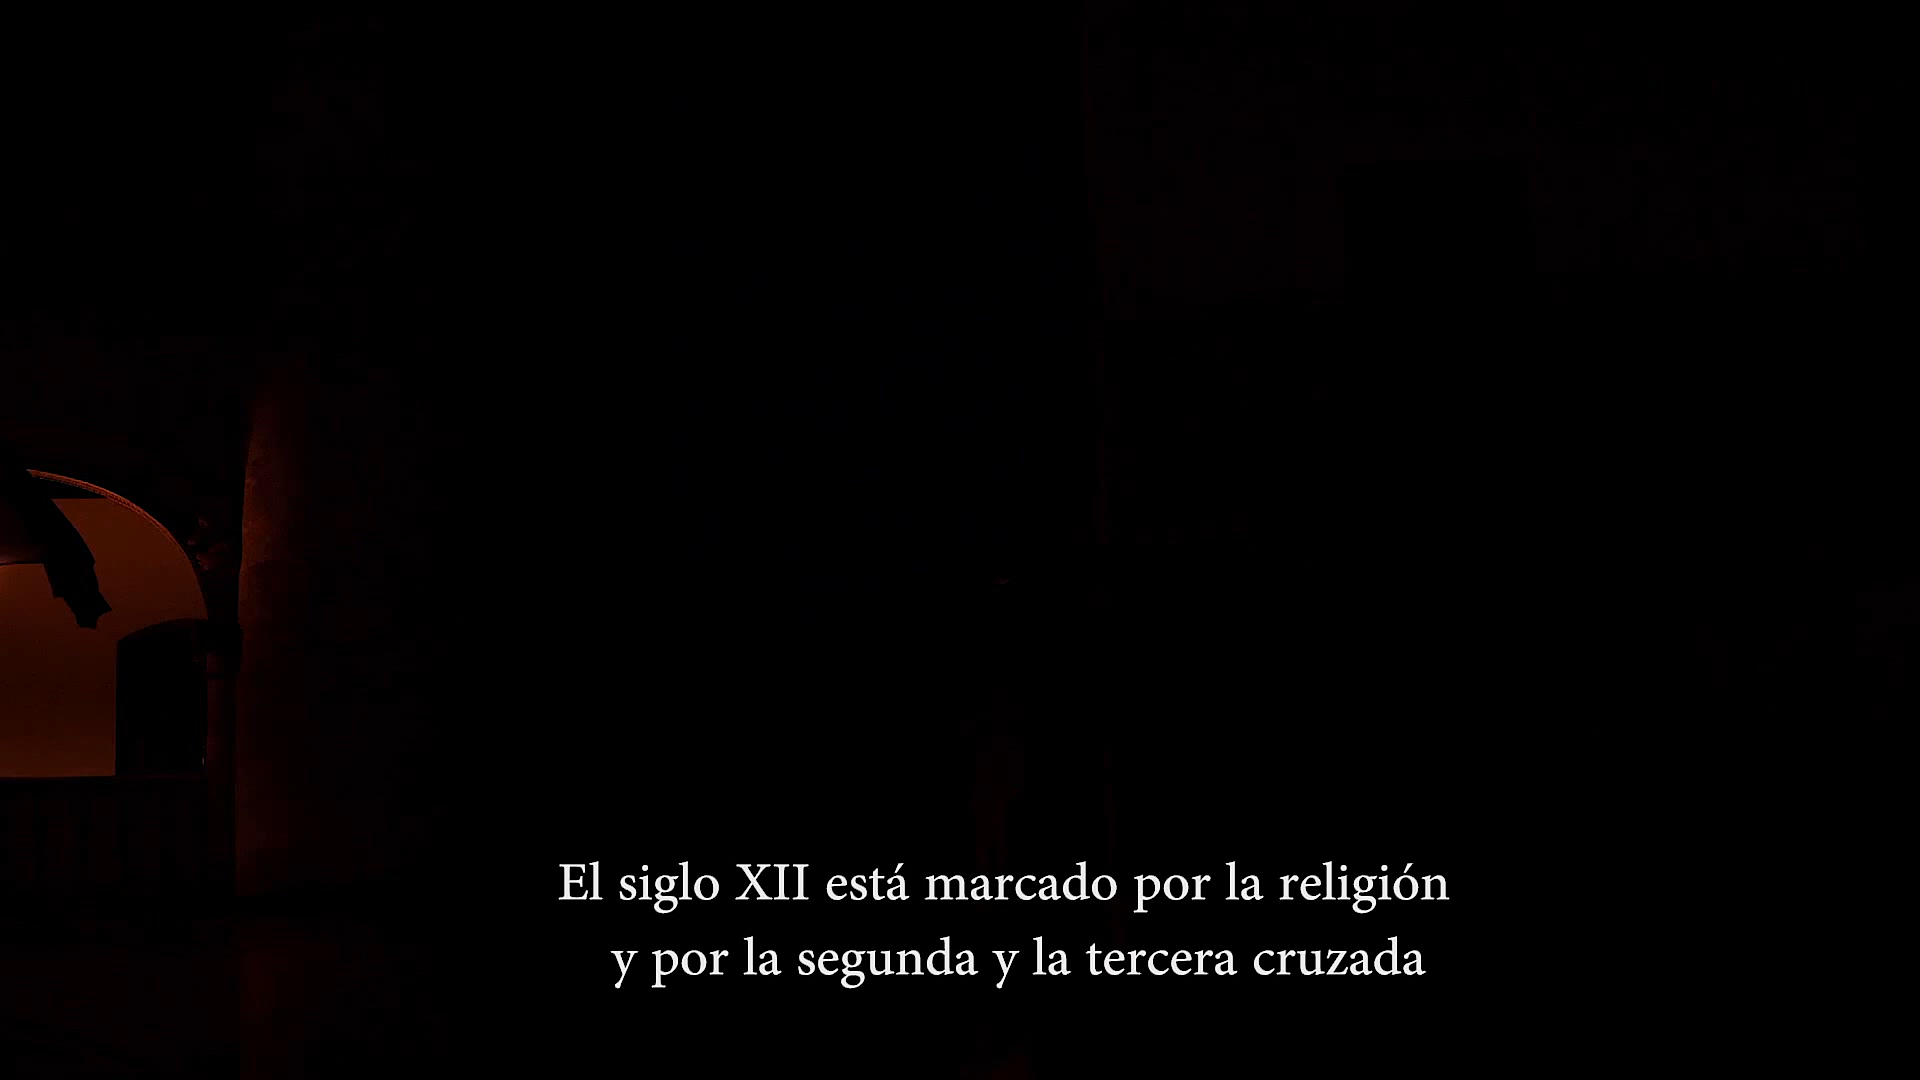 El siglo XII está marcado por la religión
y por la segunda y la tercera cruzada